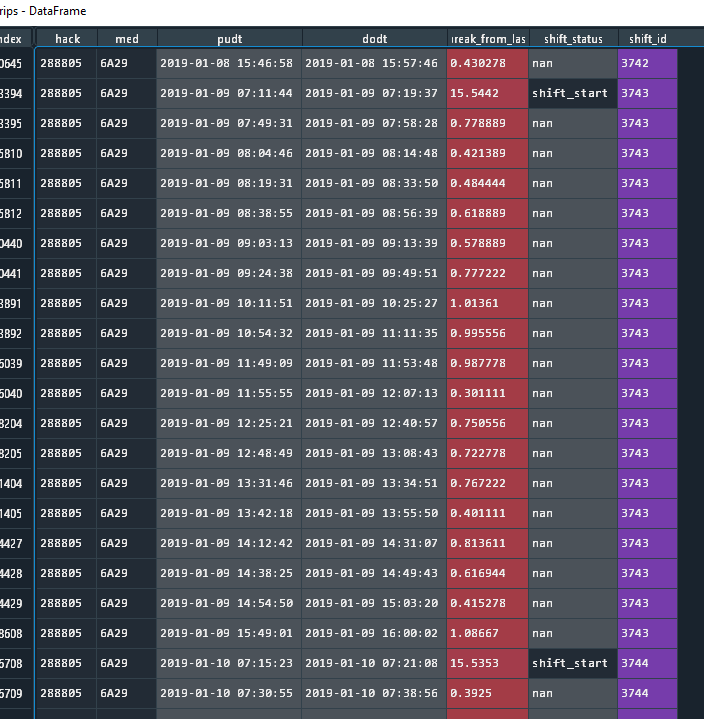 rips - DataFrame
ndex hack med pudt dodt reak_from_las shift_status shift_id
0645 288805 6A29 2019-01-08 15:46:58 2019-01-08 15:57:46 0.430278 nan 3742
3394 288805 6A29 2019-01-09 07:11:44 2019-01-09 07:19:37 15.5442 shift_start 3743
3395 288805 6A29 2019-01-09 07:49:31 2019-01-09 07:58:28 0.778889 nan 3743
5810 288805 6A29 2019-01-09 08:04:46 2019-01-09 08:14:48 0.421389 nan 3743
5811 288805 6A29 2019-01-09 08:19:31 2019-01-09 08:33:50 0.484444 nan 3743
5812 288805 6A29 2019-01-09 08:38:55 2019-01-09 08:56:39 0.618889 nan 3743
0440 288805 6A29 2019-01-09 09:03:13 2019-01-09 09:13:39 0.578889 nan 3743
0441 288805 6A29 2019-01-09 09:24:38 2019-01-09 09:49:51 0.777222 nan 3743
3891 288805 6A29 2019-01-09 10:11:51 2019-01-09 10:25:27 1.01361 nan 3743
3892 288805 6A29 2019-01-09 10:54:32 2019-01-09 11:11:35 0.995556 nan 3743
6039 288805 6A29 2019-01-09 11:49:09 2019-01-09 11:53:48 0.987778 nan 3743
6040 288805 6A29 2019-01-09 11:55:55 2019-01-09 12:07:13 0.301111 nan 3743
8204 288805 6A29 2019-01-09 12:25:21 2019-01-09 12:40:57 0.750556 nan 3743
8205 288805 6A29 2019-01-09 12:48:49 2019-01-09 13:08:43 0.722778 nan 3743
1404 288805 6A29 2019-01-09 13:31:46 2019-01-09 13:34:51 0.767222 nan 3743
1405 288805 6A29 2019-01-09 13:42:18 2019-01-09 13:55:50 0.401111 nan 3743
4427 288805 6A29 2019-01-09 14:12:42 2019-01-09 14:31:07 0.813611 nan 3743
4428 288805 6A29 2019-01-09 14:38:25 2019-01-09 14:49:43 0.616944 nan 3743
4429 288805 6A29 2019-01-09 14:54:50 2019-01-09 15:03:20 0.415278 nan 3743
8608 288805 6A29 2019-01-09 15:49:01 2019-01-09 16:00:02 1.08667 nan 3743
6708 288805 6A29 2019-01-10 07:15:23 2019-01-10 07:21:08 15.5353 shift_start 3744
6709 288805 6A29 2019-01-10 07:30:55 2019-01-10 07:38:56 0.3925 nan 3744